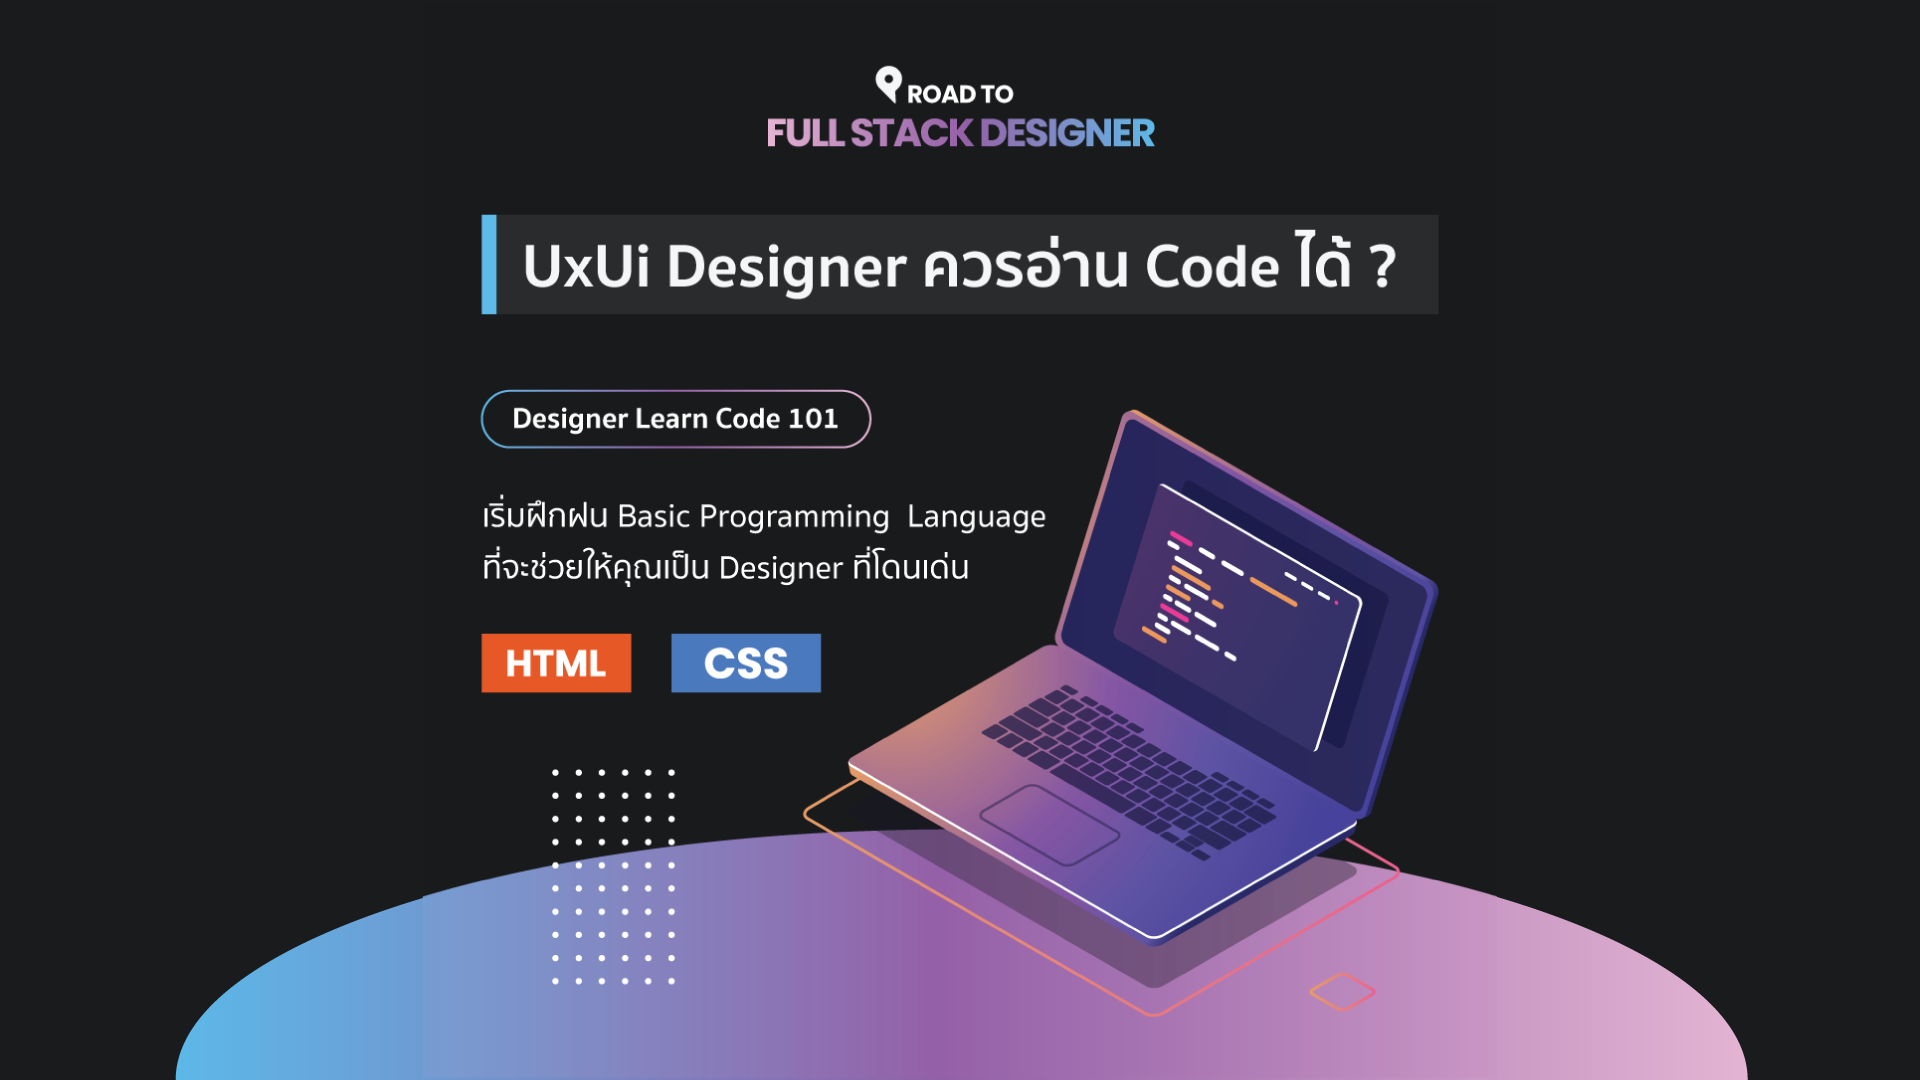 ROAD TO
FULL STACK DESIGNER
UxUi Designer ควรอ่าน Code ได้ ?
Designer Learn Code 101
เริ่มฝึกฝน Basic Programming Language
ที่จะช่วยให้คุณเป็น Designer ที่โดนเด่น
HTML CSS